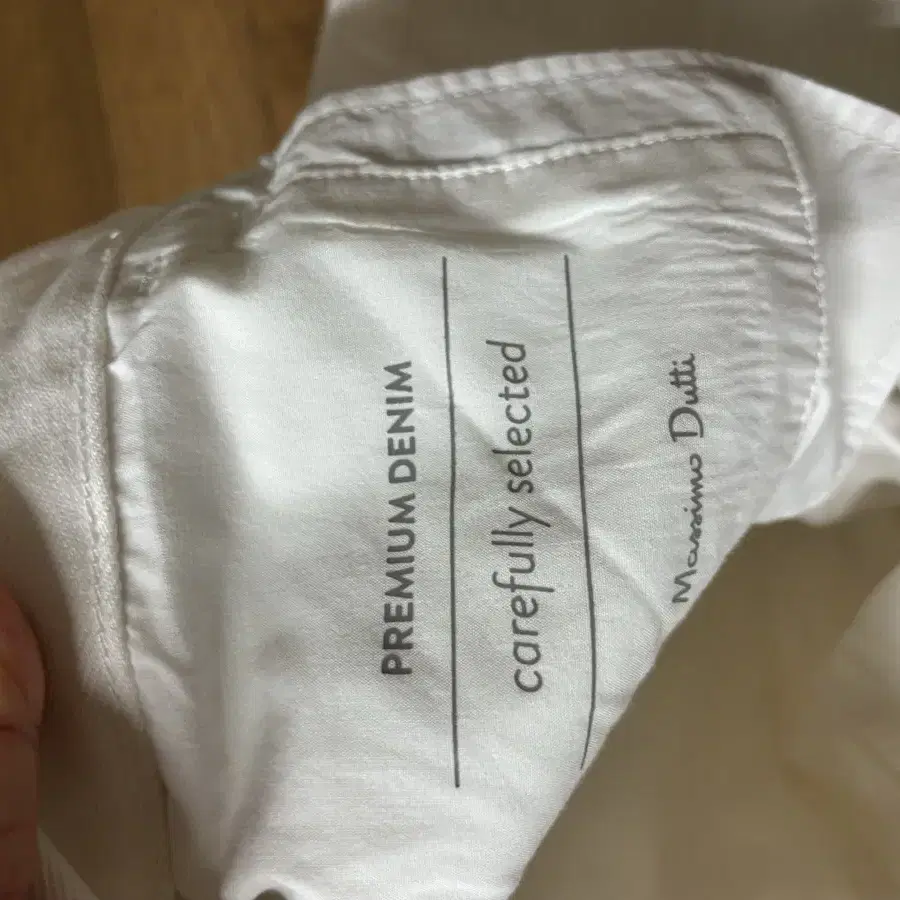 PREMIUM DENIM
carefully selected
Massimo Dutti